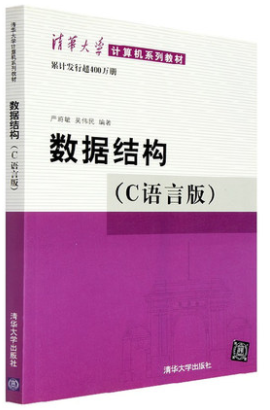 清华大学 计算机系列教材
累计发行超400万册
严蔚敏 吴伟民 编著
数据结构
(C语言版)
清华大学出版社
清华大学计算机系列教材
数据结构
(C语言版)
清华大学出版社